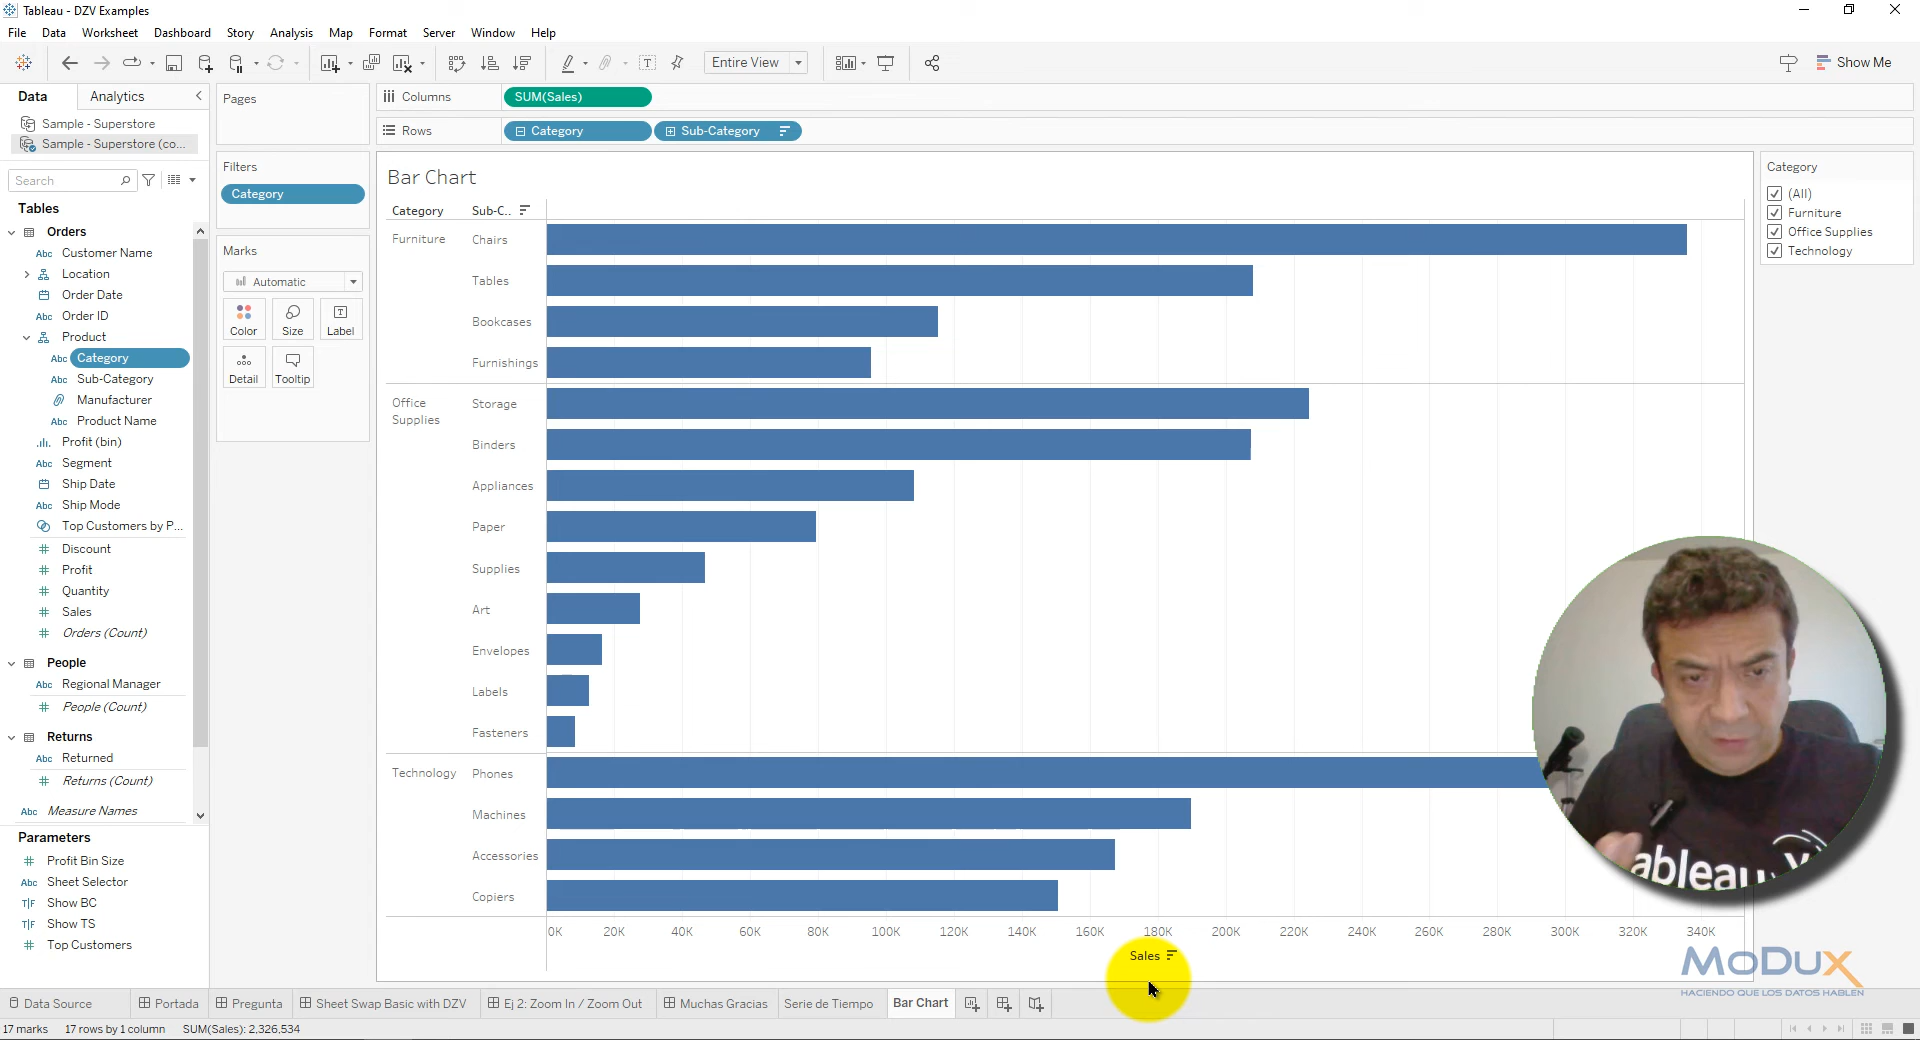 Tableau - DZV Examples
File Data Worksheet Dashboard Story Analysis Map Format Server Window Help
Entire View
Show Me
Data Analytics
Pages
Columns
SUM(Sales)
Sample - Superstore
Sample - Superstore (co...
Rows
Category
Sub-Category
Search
Filters
Category
Tables
Orders
Customer Name
Location
Order Date
Order ID
Product
Category
Sub-Category
Manufacturer
Product Name
Profit (bin)
Segment
Ship Date
Ship Mode
Top Customers by P...
Discount
Profit
Quantity
Sales
Orders (Count)
People
Regional Manager
People (Count)
Returns
Returned
Returns (Count)
Measure Names
Parameters
Profit Bin Size
Sheet Selector
Show BC
Show TS
Top Customers
Marks
Automatic
Color Size Label
Detail Tooltip
Bar Chart
Category Sub-C..
Furniture Chairs
Tables
Bookcases
Furnishings
Office Supplies Storage
Binders
Appliances
Paper
Supplies
Art
Envelopes
Labels
Fasteners
Technology Phones
Machines
Accessories
Copiers
0K 20K 40K 60K 80K 100K 120K 140K 160K 180K 200K 220K 240K 260K 280K 300K 320K 340K
Sales
Category
(All)
Furniture
Office Supplies
Technology
ableau
MODUX
HACIENDO QUE LOS DATOS HABLEN
Data Source Portada Pregunta Sheet Swap Basic with DZV Ej 2: Zoom In / Zoom Out Muchas Gracias Serie de Tiempo Bar Chart
17 marks 17 rows by 1 column SUM(Sales): 2,326,534